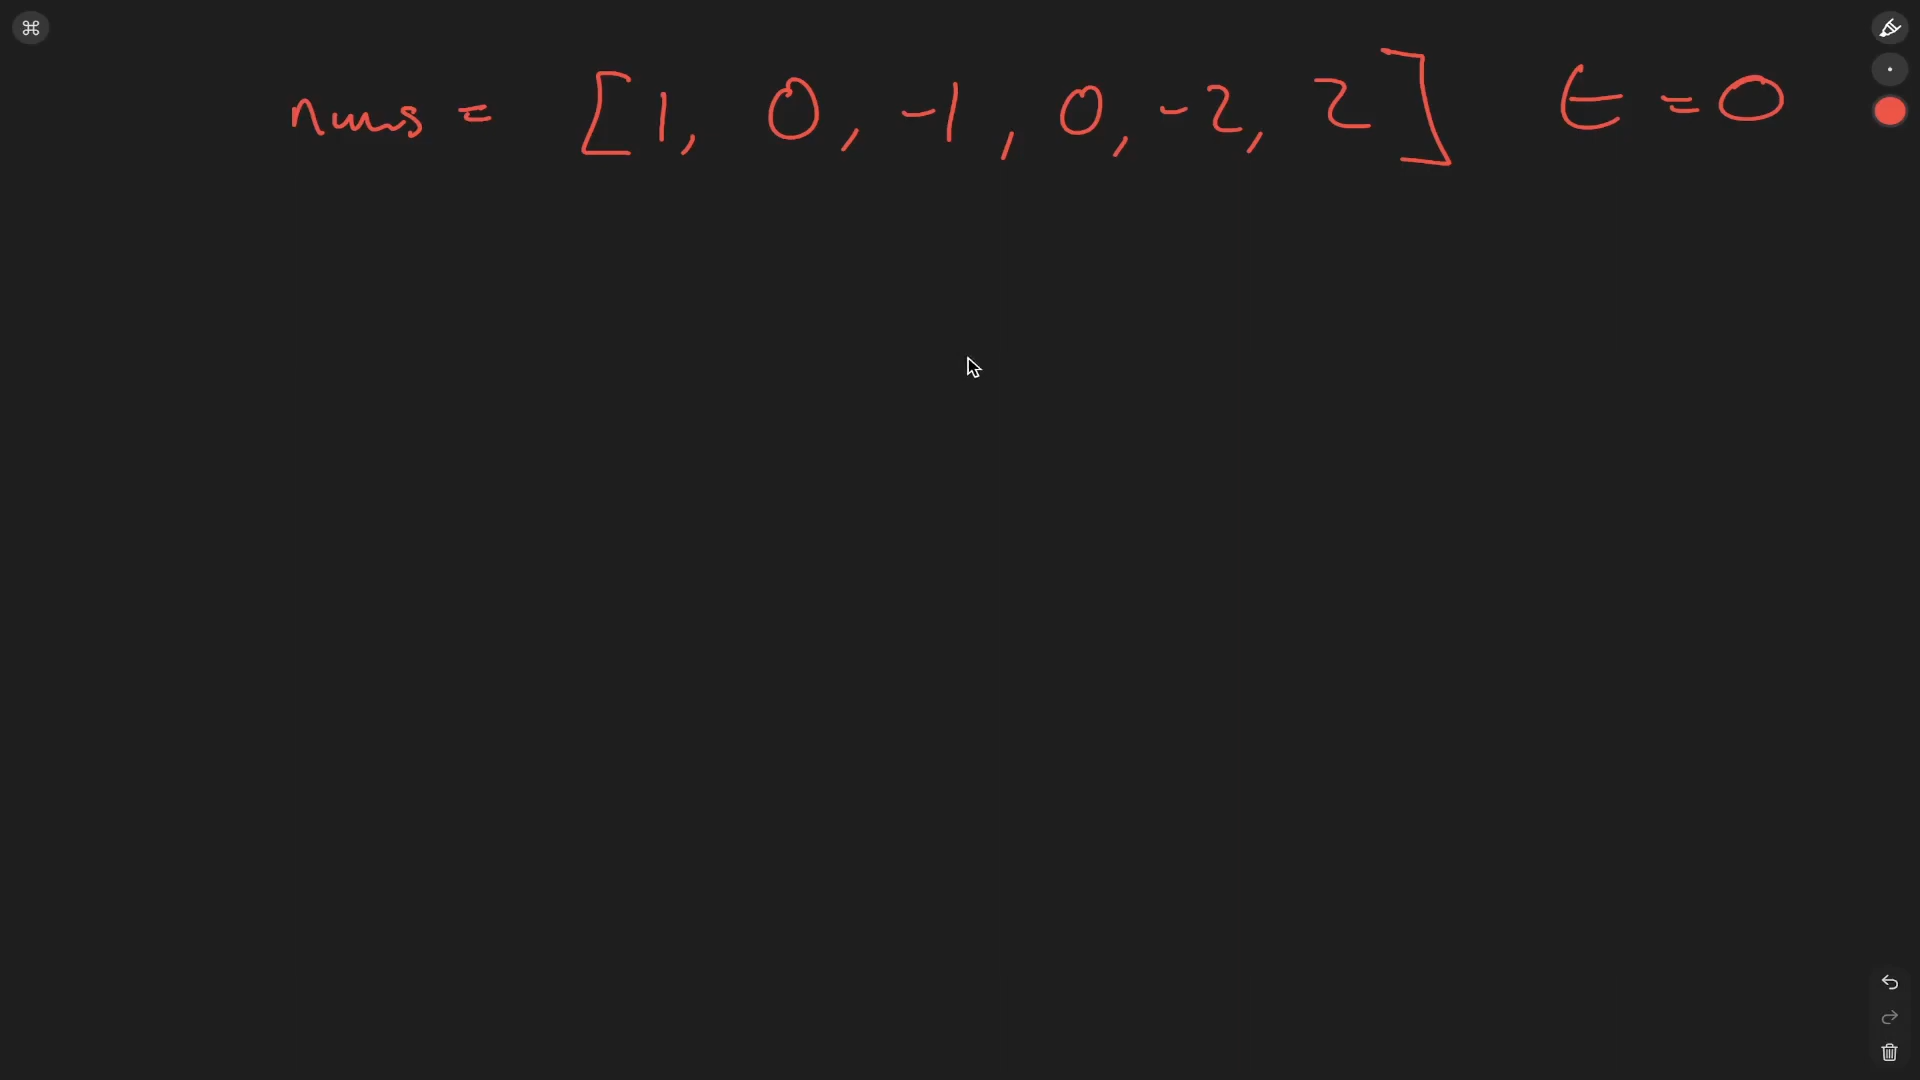 nums = [1, 0, -1, 0, -2, 2] t = 0